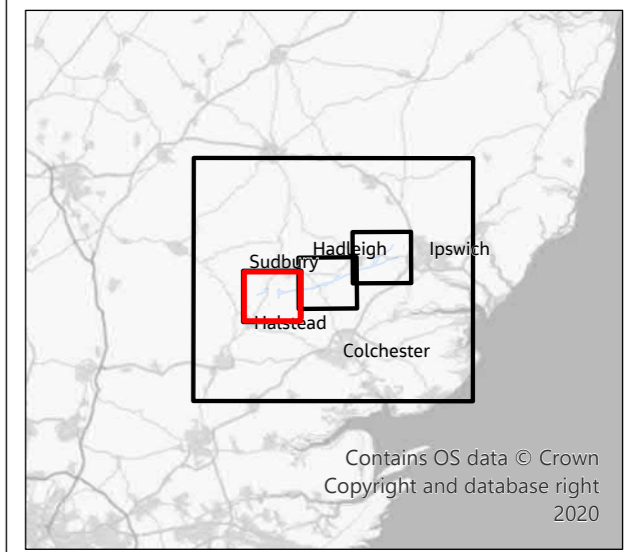 Hadleigh
Ipswich
Sudbury
Halstead
Colchester
Contains OS data © Crown
Copyright and database right
2020